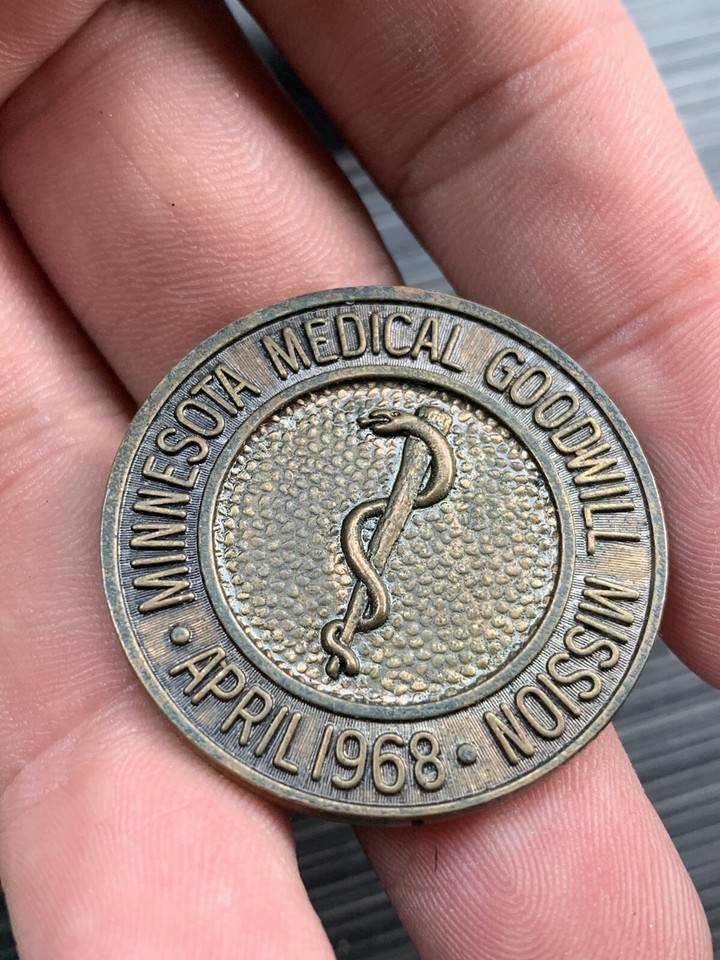 MINNESOTA MEDICAL GOODWILL MISSION
• APRIL 1968 •